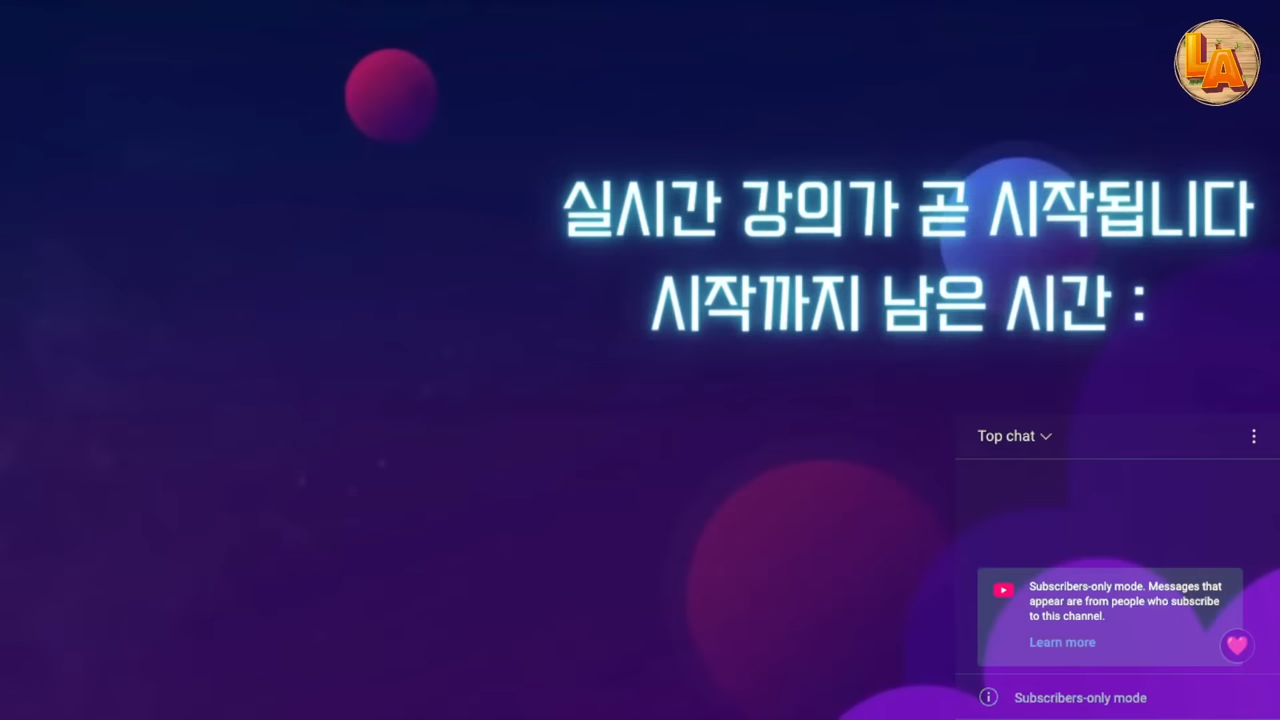 LA
실시간 강의가 곧 시작됩니다
시작까지 남은 시간 :
Top chat
Subscribers-only mode. Messages that
appear are from people who subscribe
to this channel.
Learn more
Subscribers-only mode